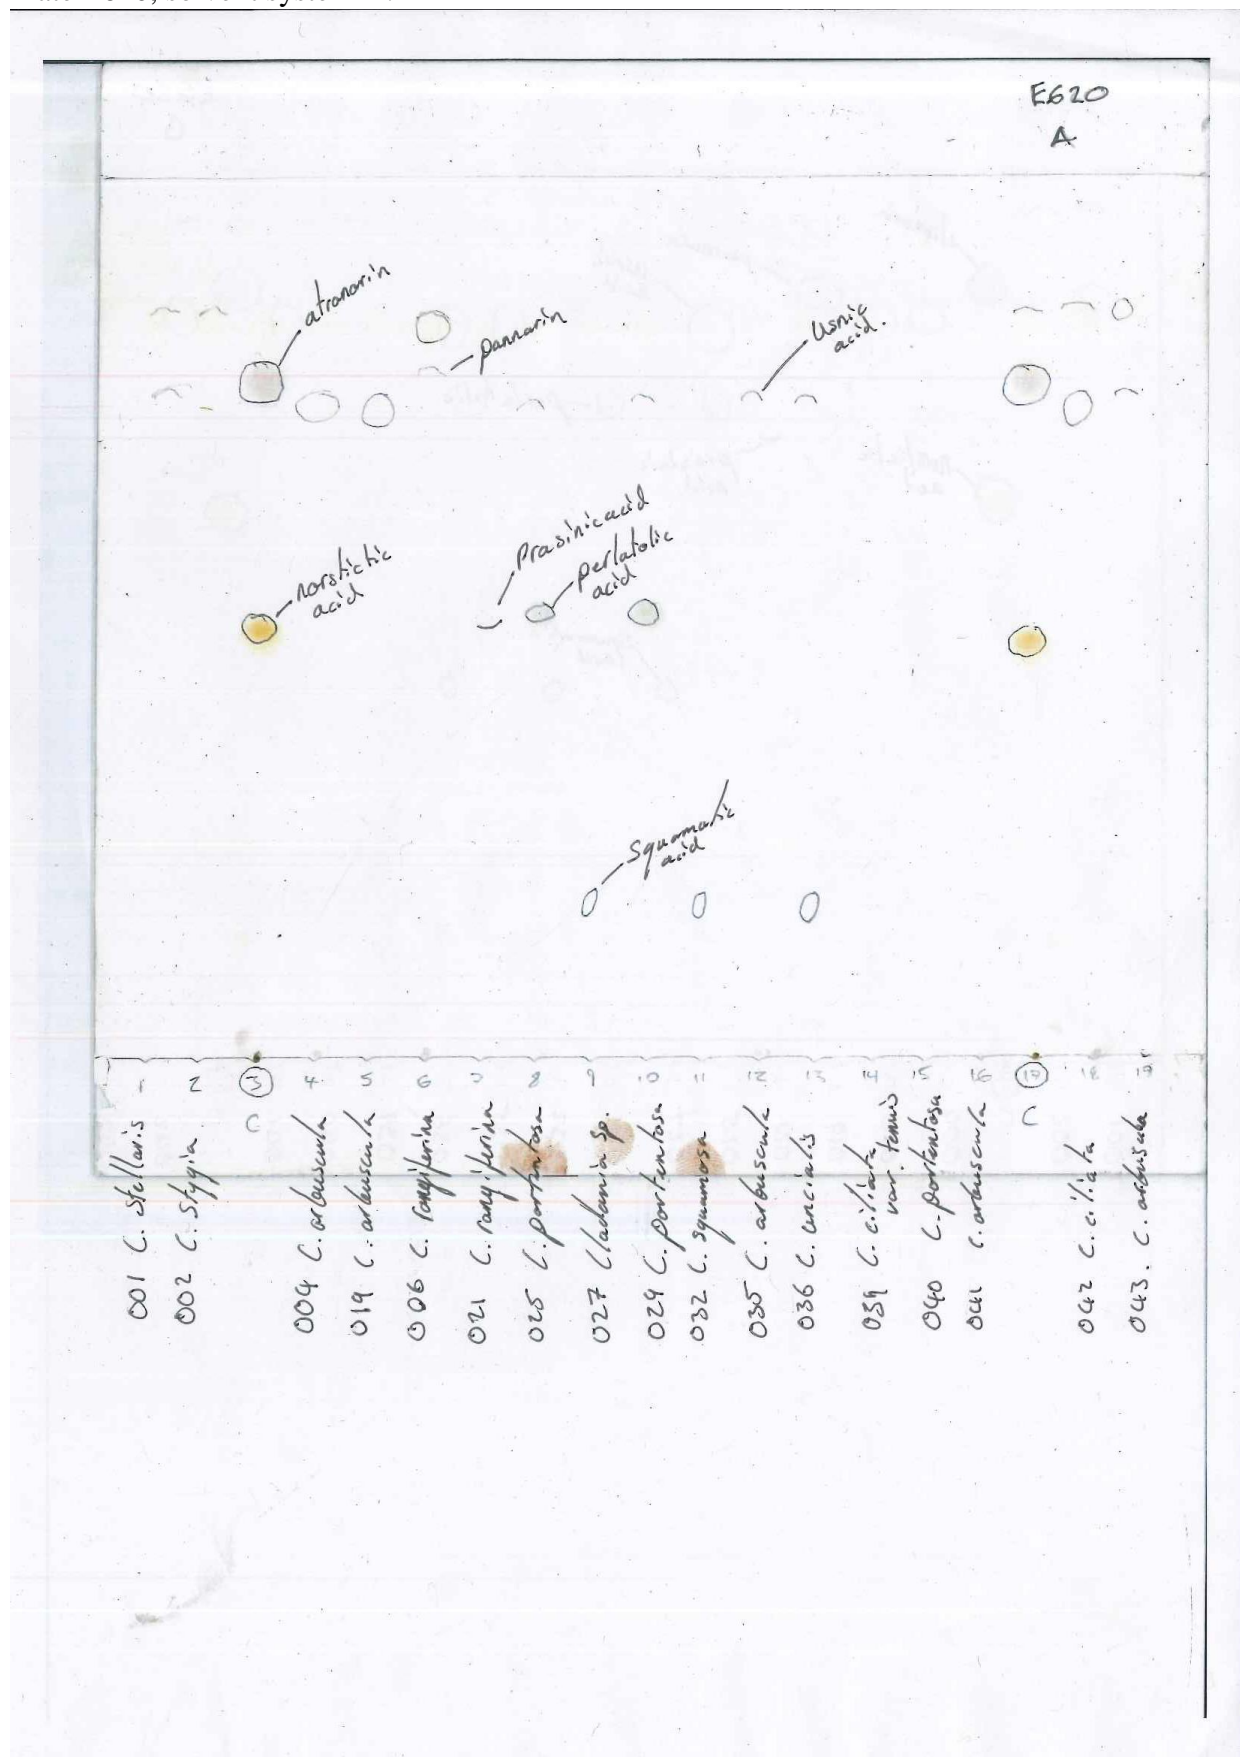 E620
A
atranorin
pannarin
Usnic
acid.
Prasinic acid
perlatolic
acid
norstictic
acid
Squamatic
acid
1 2 3 4 5 6 7 8 9 10 11 12 13 14 15 16 17 18 19
C C
001 C. stellaris
002 C. stygia
004 C. arbuscula
019 C. arbuscula
006 C. rangiferina
021 C. rangiferina
025 C. portentosa
027 Cladonia sp.
029 C. portentosa
032 C. squamosa
035 C. arbuscula
036 C. uncialis
039 C. ciliata
var. tenuis
040 C. portentosa
041 C. arbuscula
042 C. ciliata
043. C. arbuscula